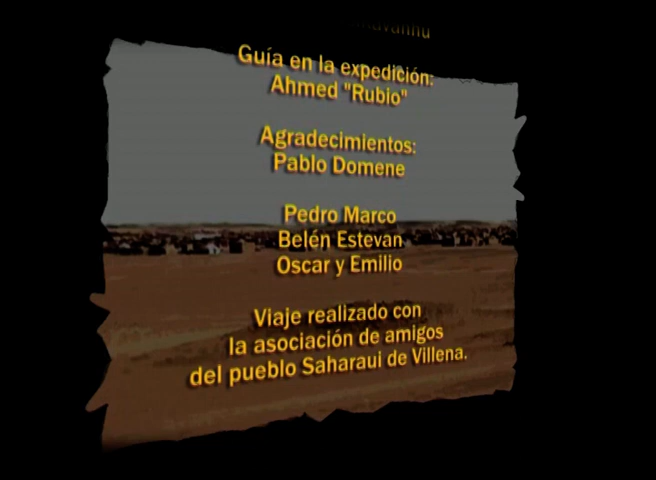 Guía en la expedición:
Ahmed "Rubio"
Agradecimientos:
Pablo Domene
Pedro Marco
Belén Estevan
Oscar y Emilio
Viaje realizado con
la asociación de amigos
del pueblo Saharaui de Villena.